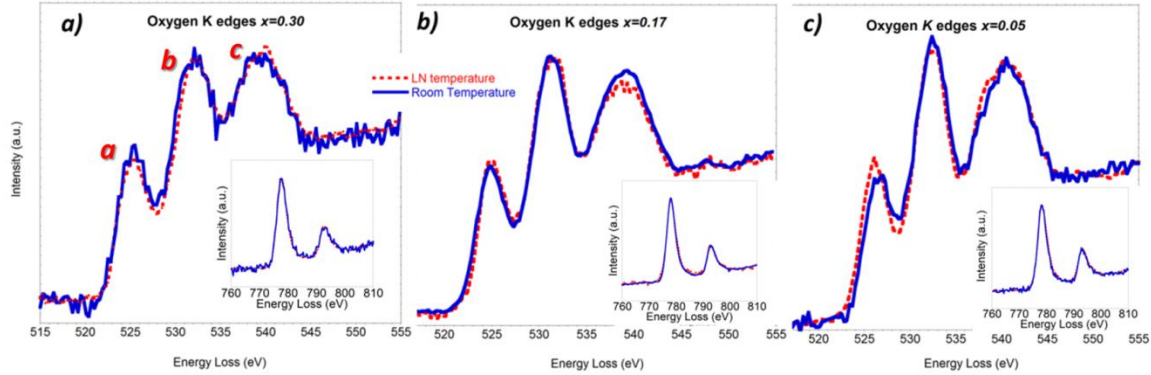 a)
Oxygen K edges x=0.30
b)
Oxygen K edges x=0.17
c)
Oxygen K edges x=0.05
a
b
c
LN temperature
Room Temperature
Intensity (a.u.)
Intensity (a.u.)
760 770 780 790 800 810
Energy Loss (eV)
515 520 525 530 535 540 545 550 555
Energy Loss (eV)
Intensity (a.u.)
760 770 780 790 800 810
Energy Loss (eV)
520 525 530 535 540 545 550 555
Energy Loss (eV)
Intensity (a.u.)
760 770 780 790 800 810
Energy Loss (eV)
520 525 530 535 540 545 550 555
Energy Loss (eV)